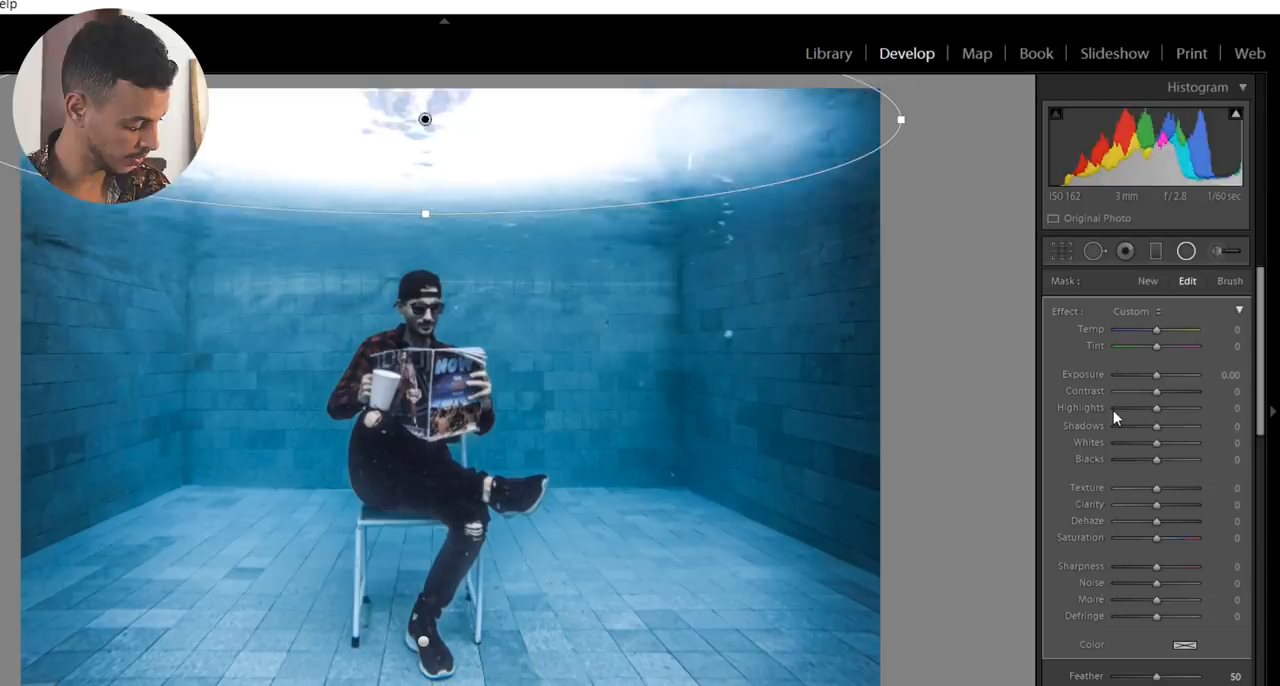 elp
Library | Develop | Map | Book | Slideshow | Print | Web
Histogram
ISO 162 3 mm f / 2.8 1/60 sec
Original Photo
Mask : New Edit Brush
Effect : Custom
Temp 0
Tint 0
Exposure 0.00
Contrast 0
Highlights 0
Shadows 0
Whites 0
Blacks 0
Texture 0
Clarity 0
Dehaze 0
Saturation 0
Sharpness 0
Noise 0
Moiré 0
Defringe 0
Color
Feather 50
NOW